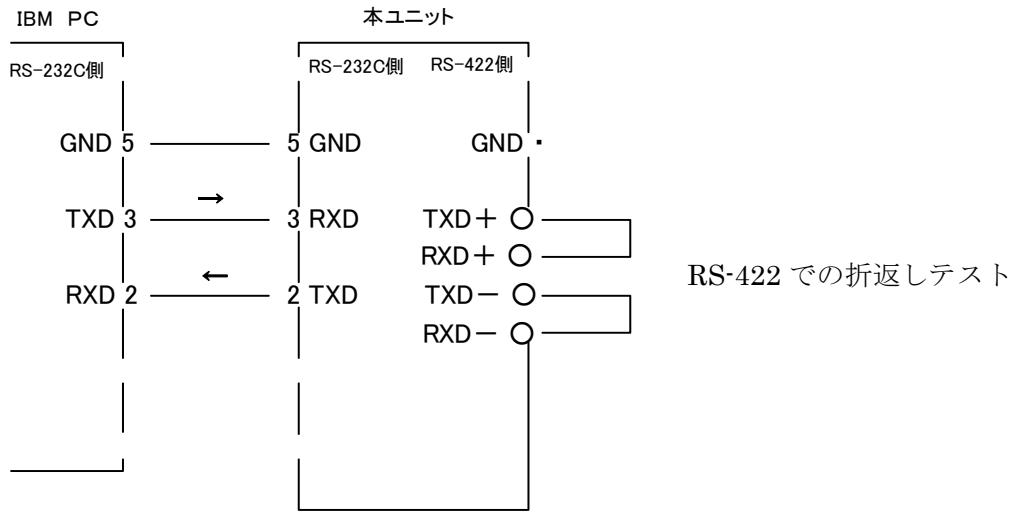 IBM PC 本ユニット
RS-232C側 RS-232C側 RS-422側
GND 5 5 GND GND ・
→
TXD 3 3 RXD TXD+
RXD+
RS-422 での折返しテスト
←
RXD 2 2 TXD TXD-
RXD-